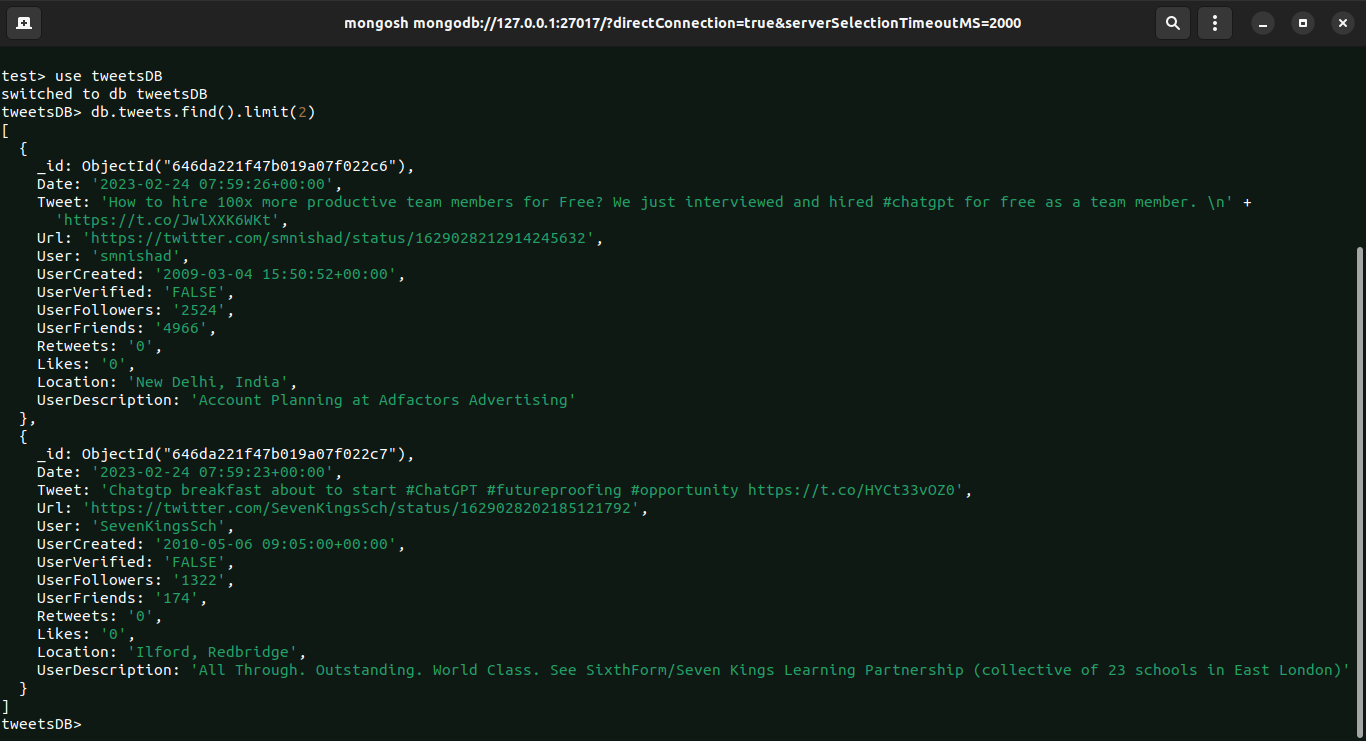 mongosh mongodb://127.0.0.1:27017/?directConnection=true&serverSelectionTimeoutMS=2000
test> use tweetsDB
switched to db tweetsDB
tweetsDB> db.tweets.find().limit(2)
[
  {
    _id: ObjectId("646da221f47b019a07f022c6"),
    Date: '2023-02-24 07:59:26+00:00',
    Tweet: 'How to hire 100x more productive team members for Free? We just interviewed and hired #chatgpt for free as a team member. \n' +
      'https://t.co/JwlXXK6WKt',
    Url: 'https://twitter.com/smnishad/status/1629028212914245632',
    User: 'smnishad',
    UserCreated: '2009-03-04 15:50:52+00:00',
    UserVerified: 'FALSE',
    UserFollowers: '2524',
    UserFriends: '4966',
    Retweets: '0',
    Likes: '0',
    Location: 'New Delhi, India',
    UserDescription: 'Account Planning at Adfactors Advertising'
  },
  {
    _id: ObjectId("646da221f47b019a07f022c7"),
    Date: '2023-02-24 07:59:23+00:00',
    Tweet: 'Chatgtp breakfast about to start #ChatGPT #futureproofing #opportunity https://t.co/HYCt33vOZ0',
    Url: 'https://twitter.com/SevenKingsSch/status/1629028202185121792',
    User: 'SevenKingsSch',
    UserCreated: '2010-05-06 09:05:00+00:00',
    UserVerified: 'FALSE',
    UserFollowers: '1322',
    UserFriends: '174',
    Retweets: '0',
    Likes: '0',
    Location: 'Ilford, Redbridge',
    UserDescription: 'All Through. Outstanding. World Class. See SixthForm/Seven Kings Learning Partnership (collective of 23 schools in East London)'
  }
]
tweetsDB>